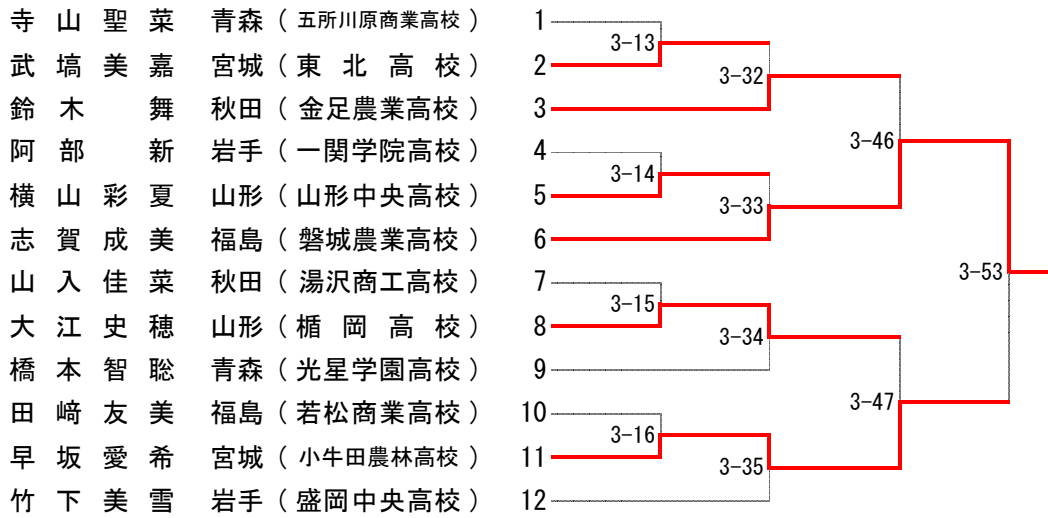 寺山聖菜 青森（五所川原商業高校） 1
3-13
武塙美嘉 宮城（東北高校） 2
3-32
鈴木舞 秋田（金足農業高校） 3
3-46
阿部新 岩手（一関学院高校） 4
3-14
横山彩夏 山形（山形中央高校） 5
3-33
志賀成美 福島（磐城農業高校） 6
3-53
山入佳菜 秋田（湯沢商工高校） 7
3-15
大江史穂 山形（楯岡高校） 8
3-34
橋本智聡 青森（光星学園高校） 9
3-47
田﨑友美 福島（若松商業高校） 10
3-16
早坂愛希 宮城（小牛田農林高校） 11
3-35
竹下美雪 岩手（盛岡中央高校） 12